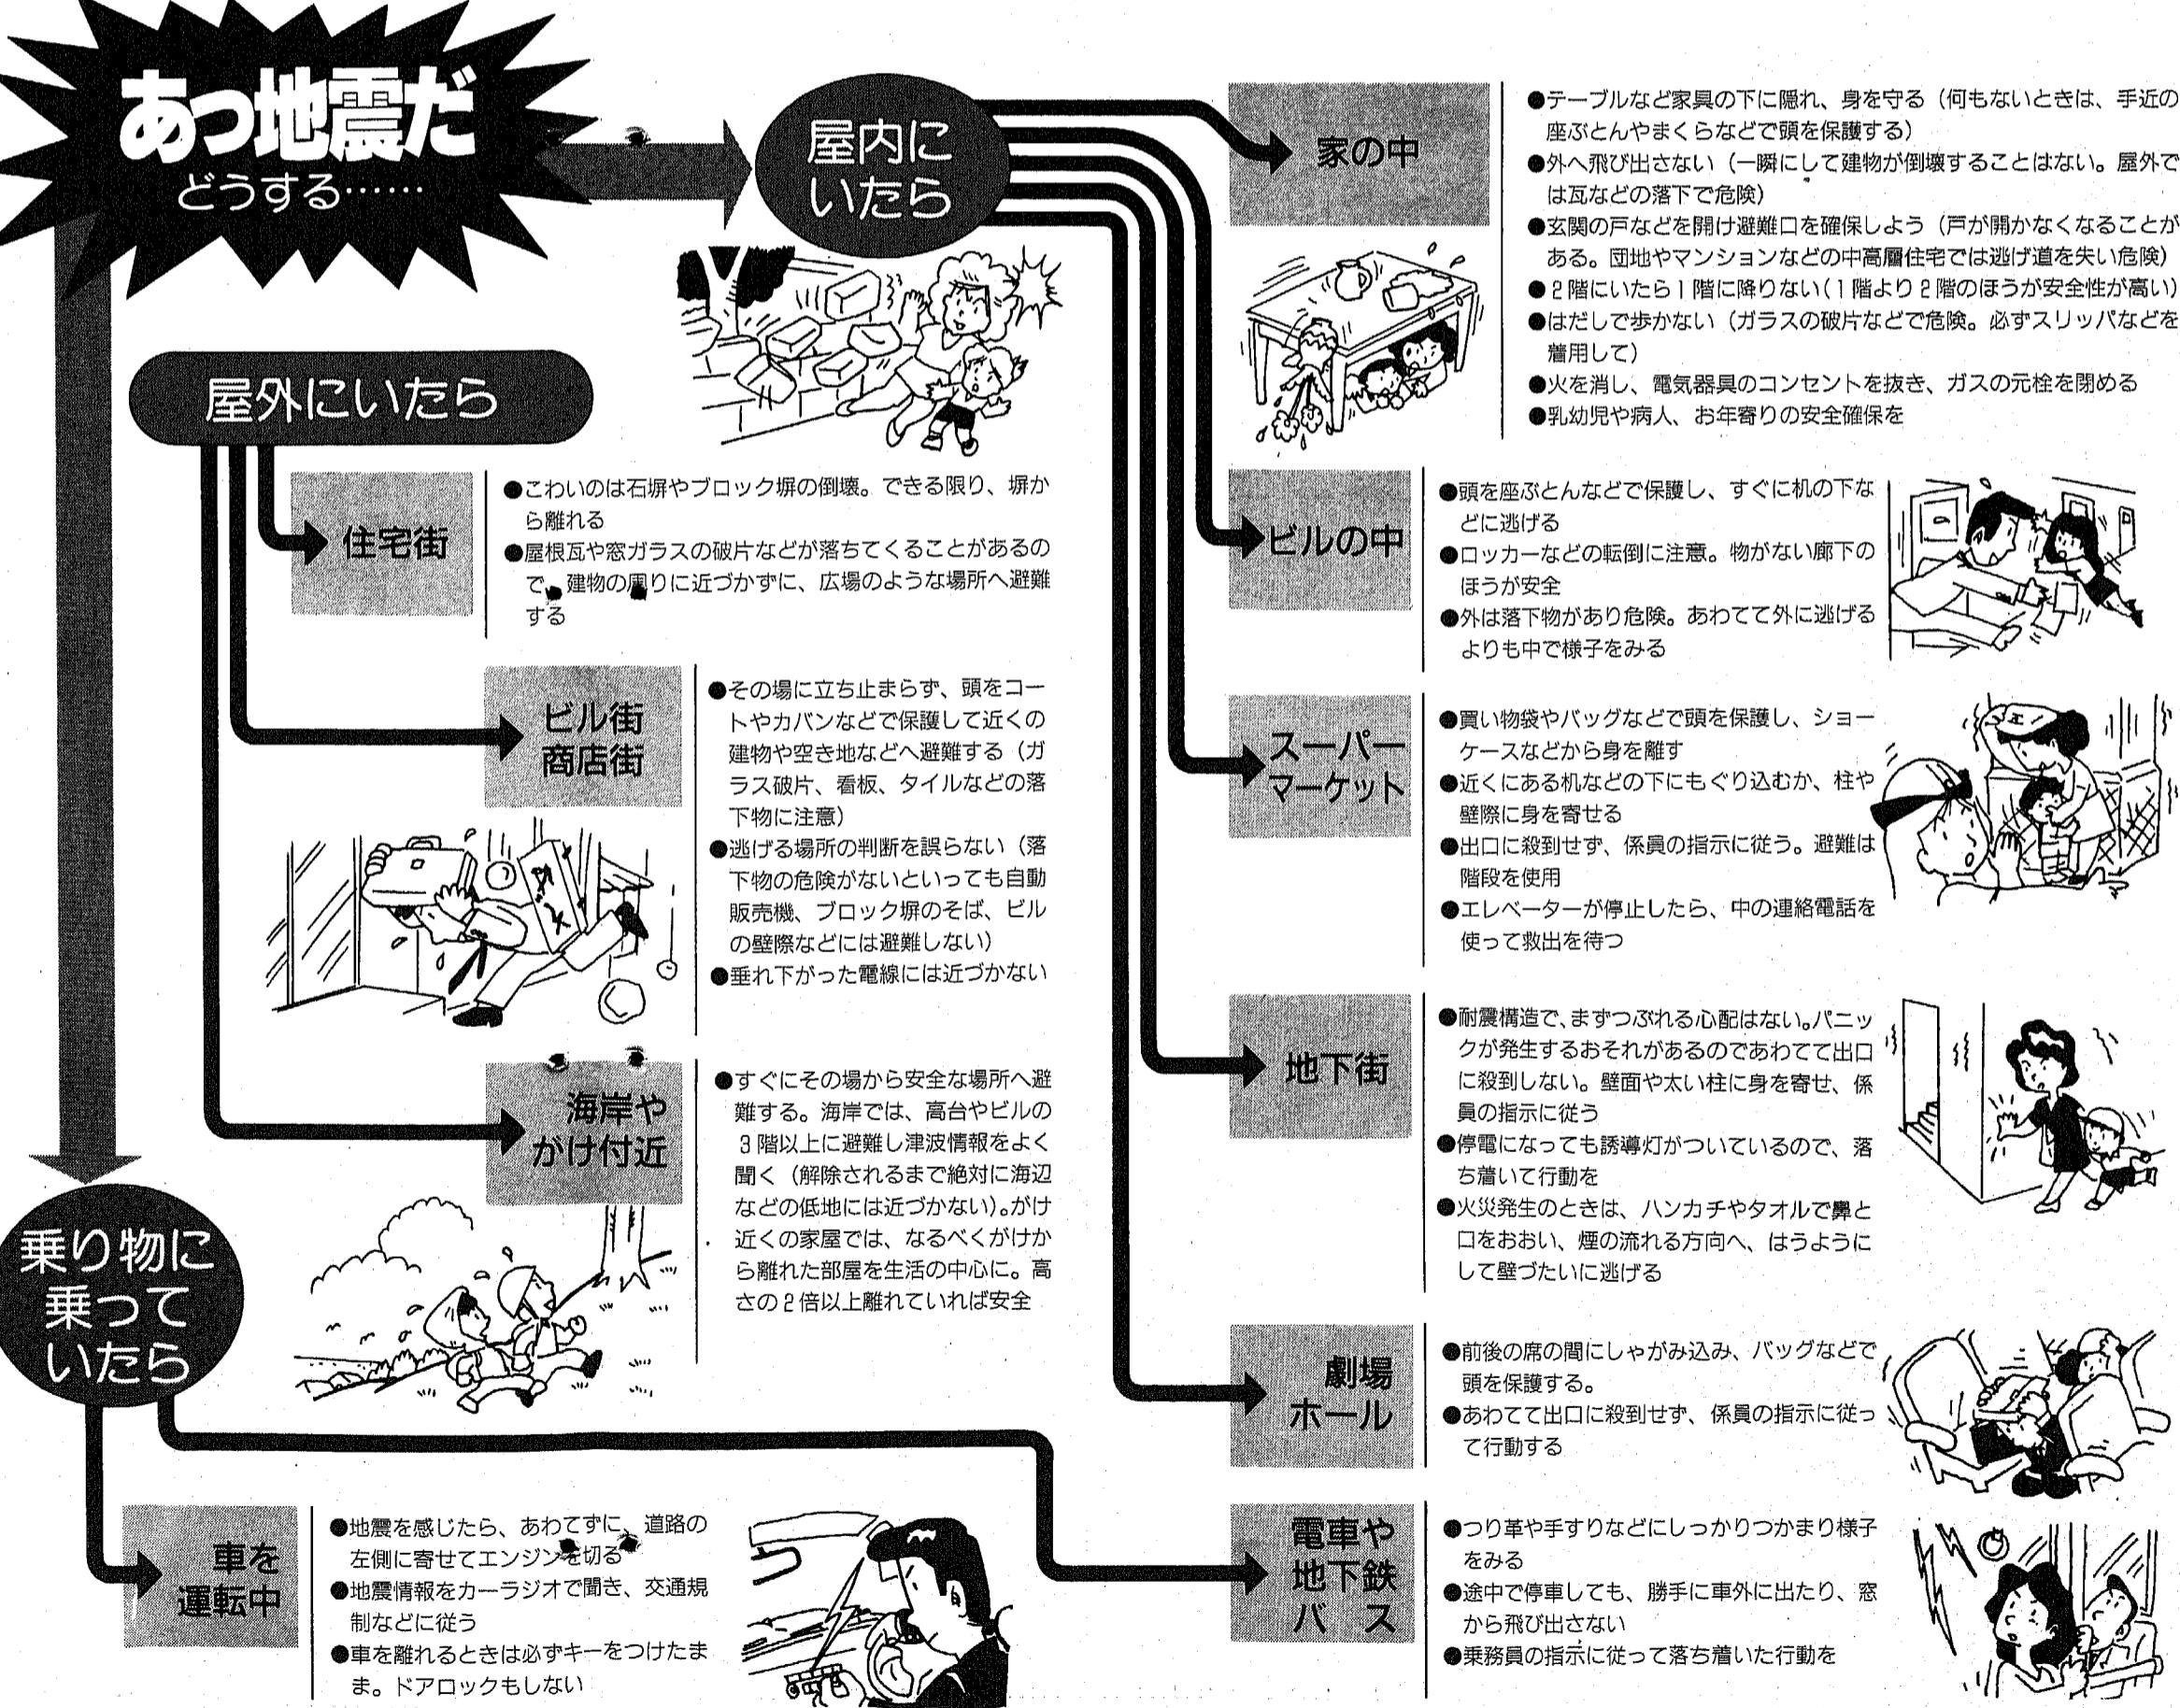 あっ地震だ
どうする……
屋内に
いたら
家の中
●テーブルなど家具の下に隠れ、身を守る（何もないときは、手近の
座ぶとんやまくらなどで頭を保護する）
●外へ飛び出さない（一瞬にして建物が倒壊することはない。屋外で
は瓦などの落下で危険）
●玄関の戸などを開け避難口を確保しよう（戸が開かなくなることが
ある。団地やマンションなどの中高層住宅では逃げ道を失い危険）
●2階にいたら1階に降りない（1階より2階のほうが安全性が高い）
●はだしで歩かない（ガラスの破片などで危険。必ずスリッパなどを
着用して）
●火を消し、電気器具のコンセントを抜き、ガスの元栓を閉める
●乳幼児や病人、お年寄りの安全確保を
ビルの中
●頭を座ぶとんなどで保護し、すぐに机の下な
どに逃げる
●ロッカーなどの転倒に注意。物がない廊下の
ほうが安全
●外は落下物があり危険。あわてて外に逃げる
よりも中で様子をみる
スーパー
マーケット
●買い物袋やバッグなどで頭を保護し、ショー
ケースなどから身を離す
●近くにある机などの下にもぐり込むか、柱や
壁際に身を寄せる
●出口に殺到せず、係員の指示に従う。避難は
階段を使用
●エレベーターが停止したら、中の連絡電話を
使って救出を待つ
地下街
●耐震構造で、まずつぶれる心配はない。パニッ
クが発生するおそれがあるのであわてて出口
に殺到しない。壁面や太い柱に身を寄せ、係
員の指示に従う
●停電になっても誘導灯がついているので、落
ち着いて行動を
●火災発生のときは、ハンカチやタオルで鼻と
口をおおい、煙の流れる方向へ、はうように
して壁づたいに逃げる
劇場
ホール
●前後の席の間にしゃがみ込み、バッグなどで
頭を保護する。
●あわてて出口に殺到せず、係員の指示に従っ
て行動する
屋外にいたら
住宅街
●こわいのは石塀やブロック塀の倒壊。できる限り、塀か
ら離れる
●屋根瓦や窓ガラスの破片などが落ちてくることがあるの
で、建物の周りに近づかずに、広場のような場所へ避難
する
ビル街
商店街
●その場に立ち止まらず、頭をコー
トやカバンなどで保護して近くの
建物や空き地などへ避難する（ガ
ラス破片、看板、タイルなどの落
下物に注意）
●逃げる場所の判断を誤らない（落
下物の危険がないといっても自動
販売機、ブロック塀のそば、ビル
の壁際などには避難しない）
●垂れ下がった電線には近づかない
海岸や
がけ付近
●すぐにその場から安全な場所へ避
難する。海岸では、高台やビルの
3階以上に避難し津波情報をよく
聞く（解除されるまで絶対に海辺
などの低地には近づかない）。がけ
近くの家屋では、なるべくがけか
ら離れた部屋を生活の中心に。高
さの2倍以上離れていれば安全
乗り物に
乗って
いたら
車を
運転中
●地震を感じたら、あわてずに、道路の
左側に寄せてエンジンを切る
●地震情報をカーラジオで聞き、交通規
制などに従う
●車を離れるときは必ずキーをつけたま
ま。ドアロックもしない
電車や
地下鉄
バス
●つり革や手すりなどにしっかりつかまり様子
をみる
●途中で停車しても、勝手に車外に出たり、窓
から飛び出さない
●乗務員の指示に従って落ち着いた行動を